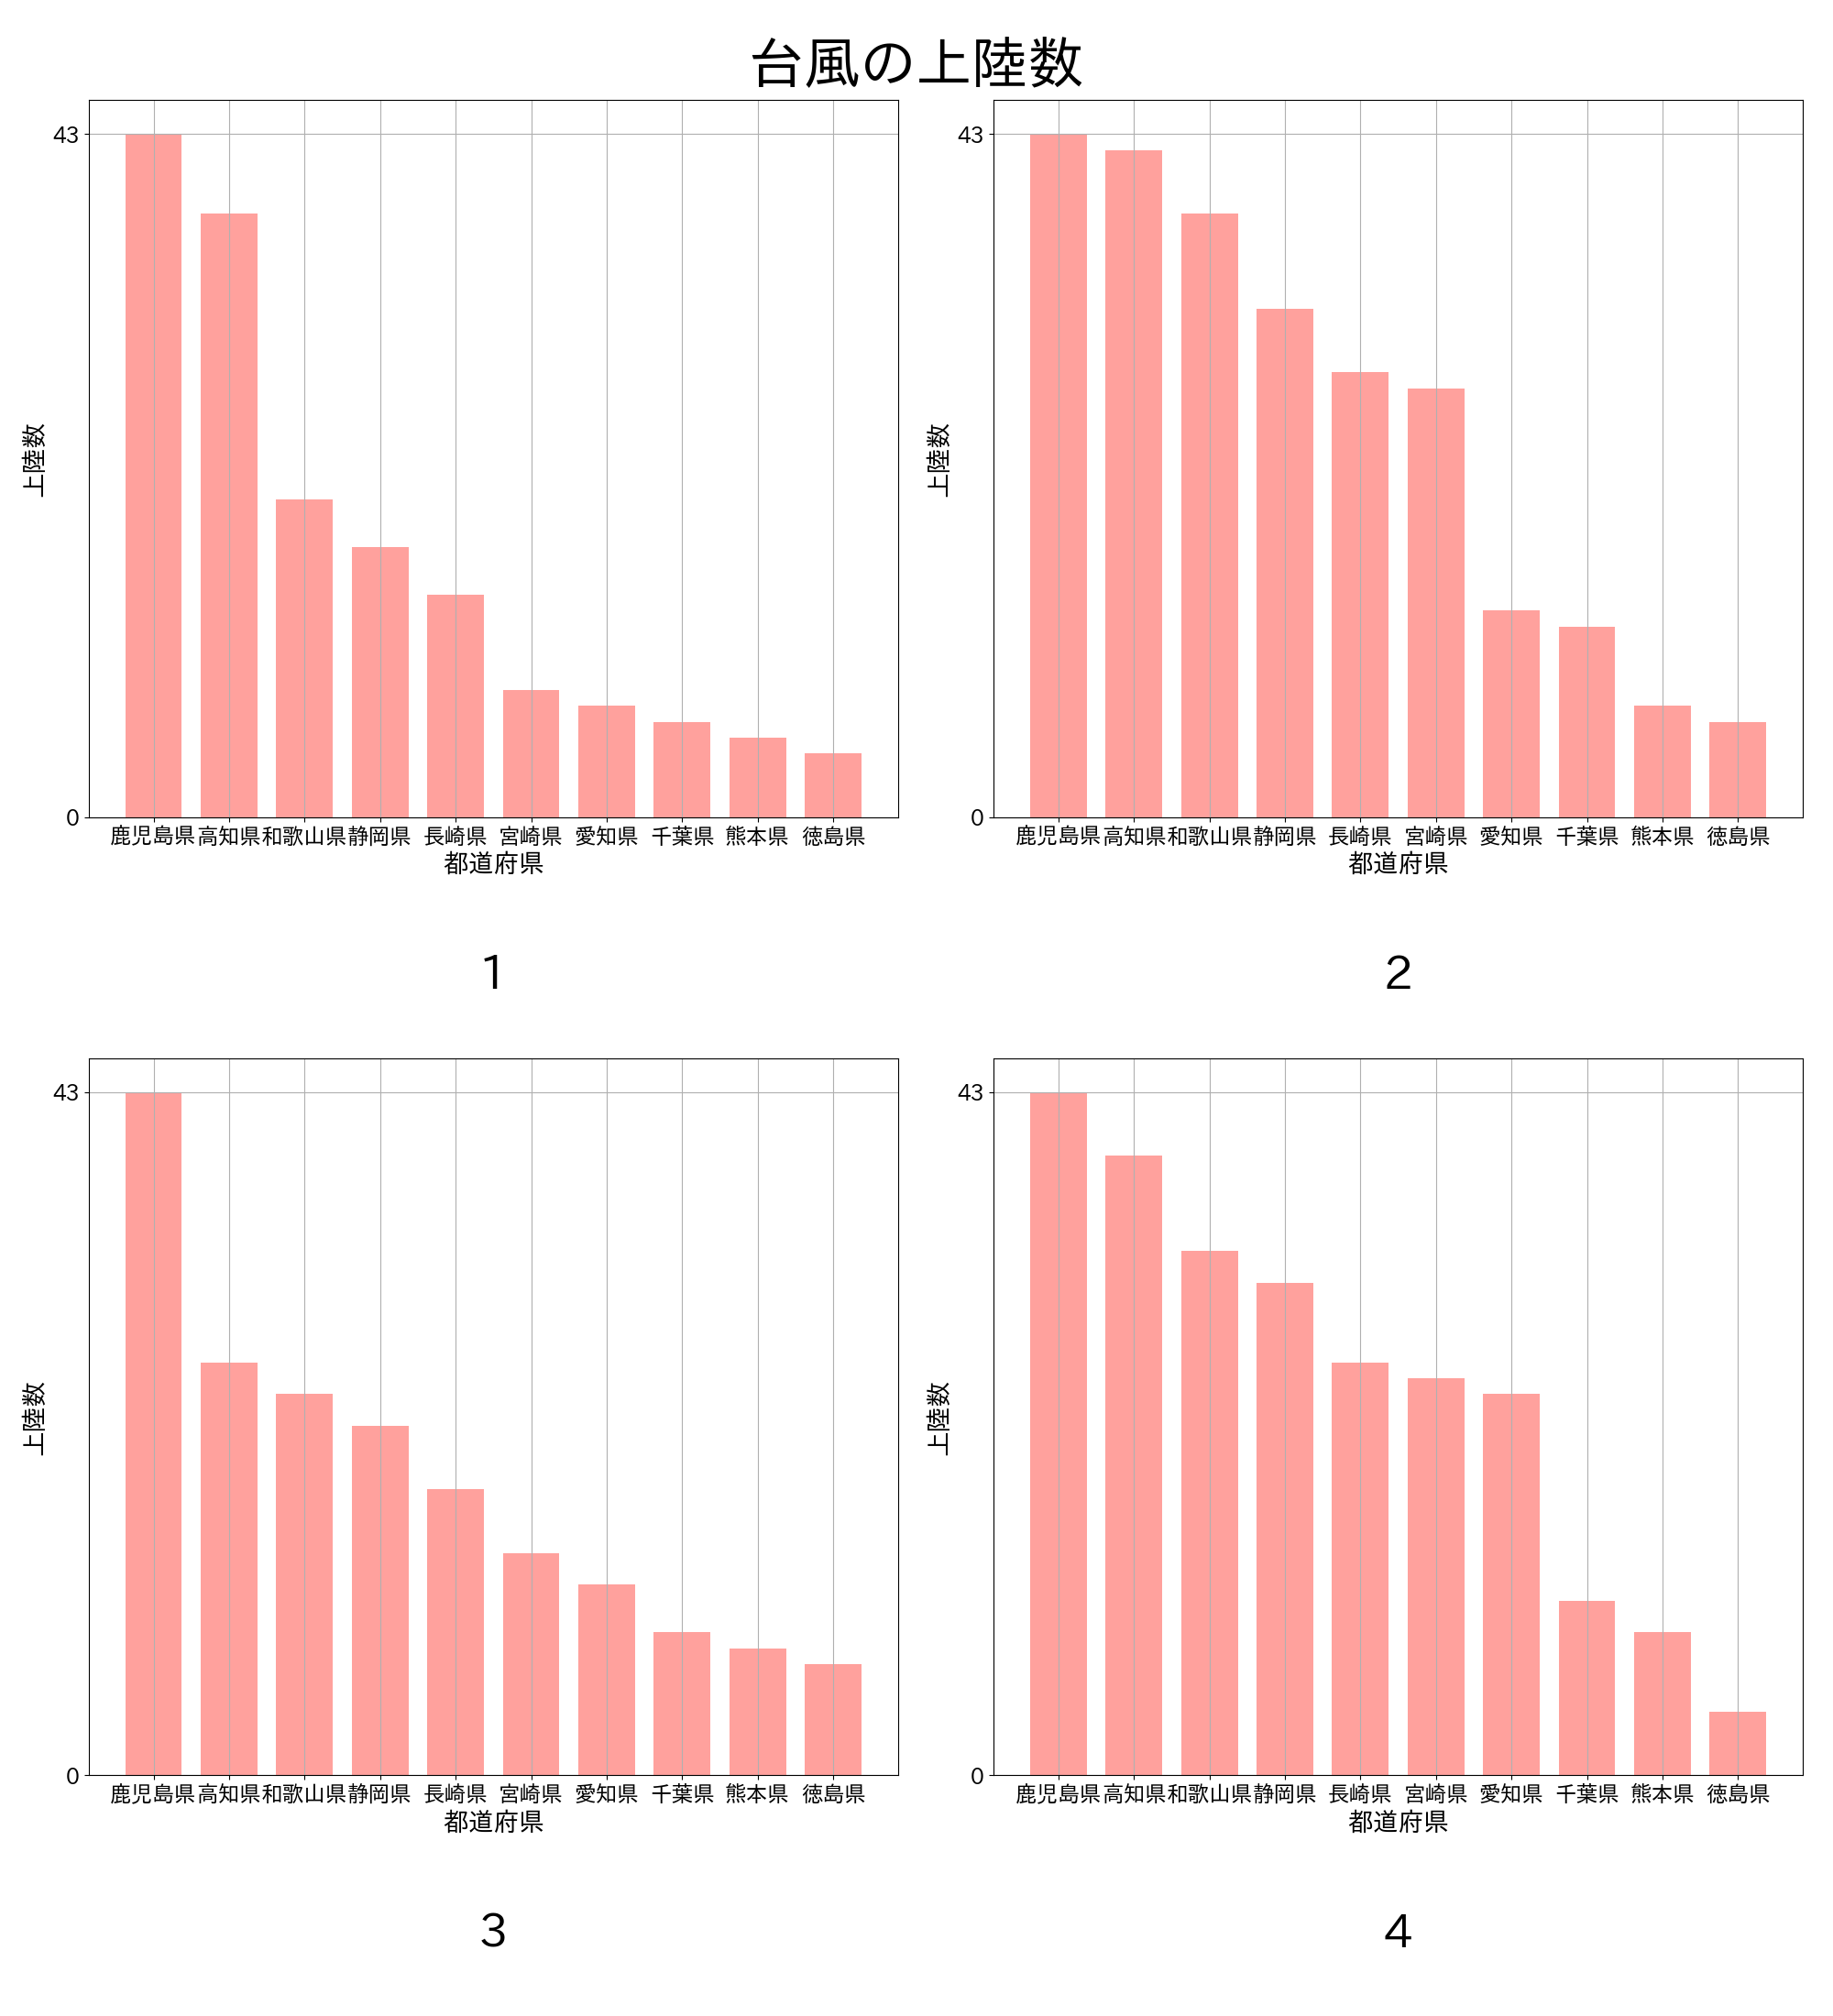 台風の上陸数
43
0
上陸数
鹿児島県 高知県 和歌山県 静岡県 長崎県 宮崎県 愛知県 千葉県 熊本県 徳島県
都道府県
1
43
0
上陸数
鹿児島県 高知県 和歌山県 静岡県 長崎県 宮崎県 愛知県 千葉県 熊本県 徳島県
都道府県
2
43
0
上陸数
鹿児島県 高知県 和歌山県 静岡県 長崎県 宮崎県 愛知県 千葉県 熊本県 徳島県
都道府県
3
43
0
上陸数
鹿児島県 高知県 和歌山県 静岡県 長崎県 宮崎県 愛知県 千葉県 熊本県 徳島県
都道府県
4